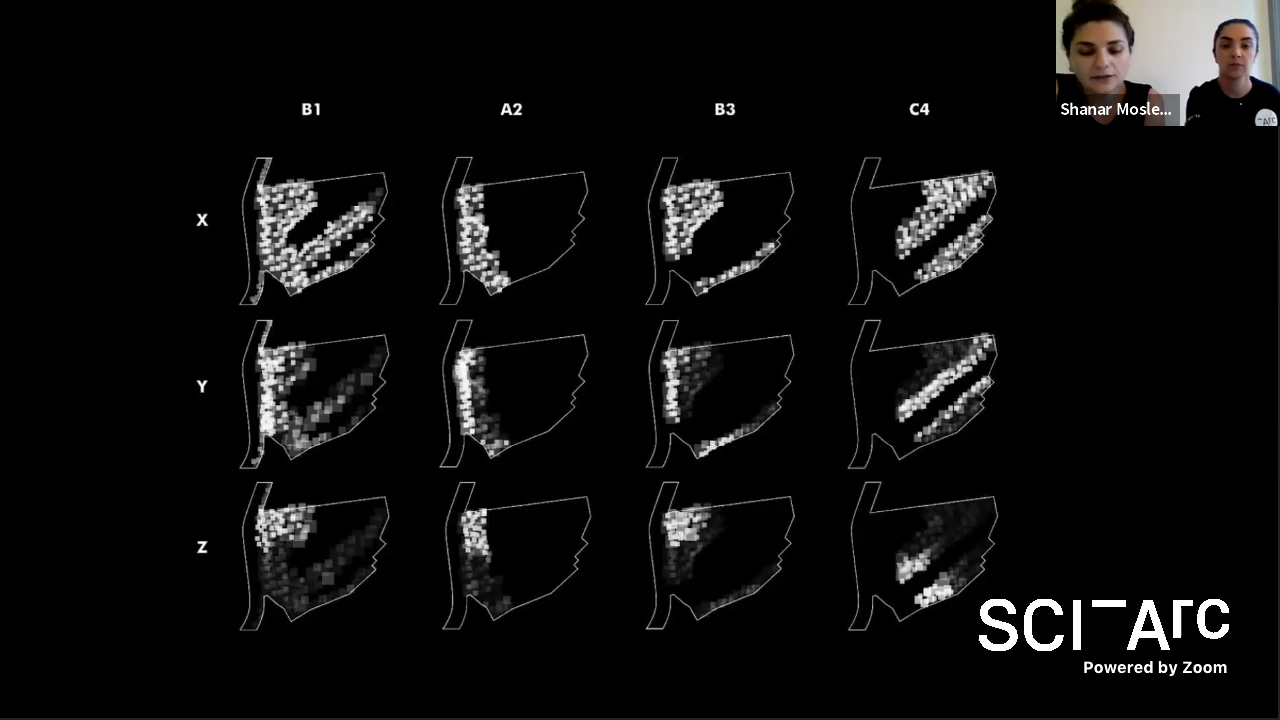 Shanar Mosle...
B1 A2 B3 C4
X
Y
Z
SCI-Arc
Powered by Zoom